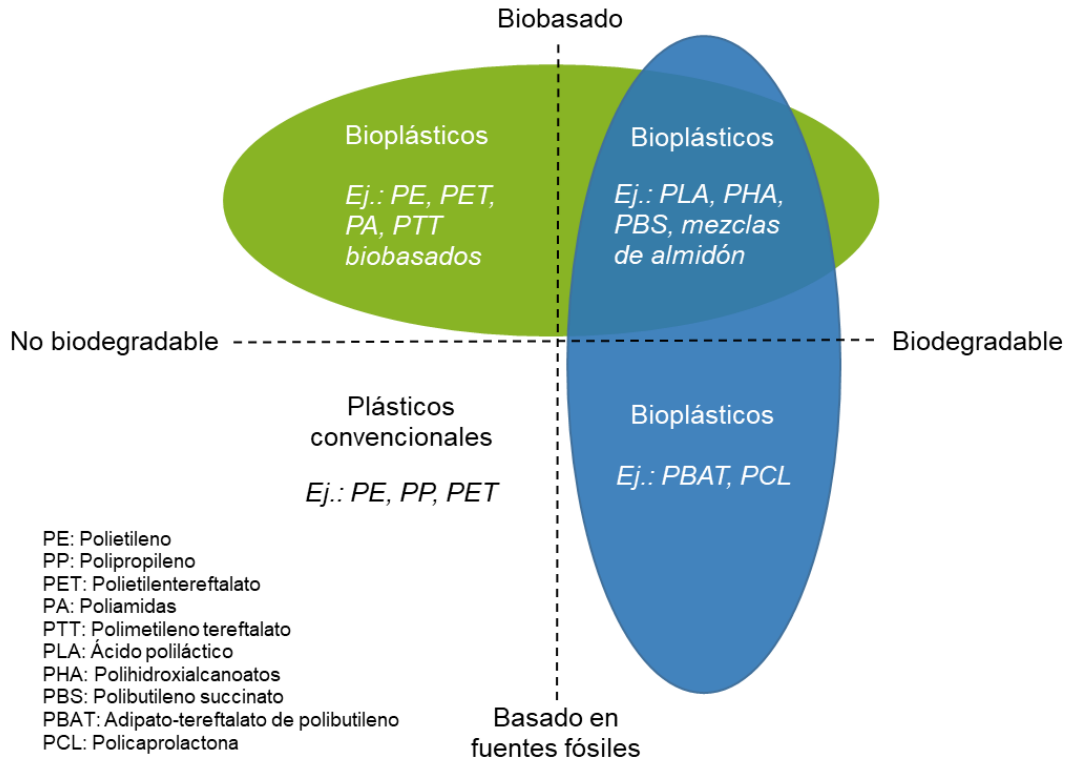 Biobasado
Bioplásticos
Ej.: PE, PET,
PA, PTT
biobasados
Bioplásticos
Ej.: PLA, PHA,
PBS, mezclas
de almidón
No biodegradable
Biodegradable
Plásticos
convencionales
Ej.: PE, PP, PET
Bioplásticos
Ej.: PBAT, PCL
PE: Polietileno
PP: Polipropileno
PET: Polietilentereftalato
PA: Poliamidas
PTT: Polimetileno tereftalato
PLA: Ácido poliláctico
PHA: Polihidroxialcanoatos
PBS: Polibutileno succinato
PBAT: Adipato-tereftalato de polibutileno
PCL: Policaprolactona
Basado en
fuentes fósiles